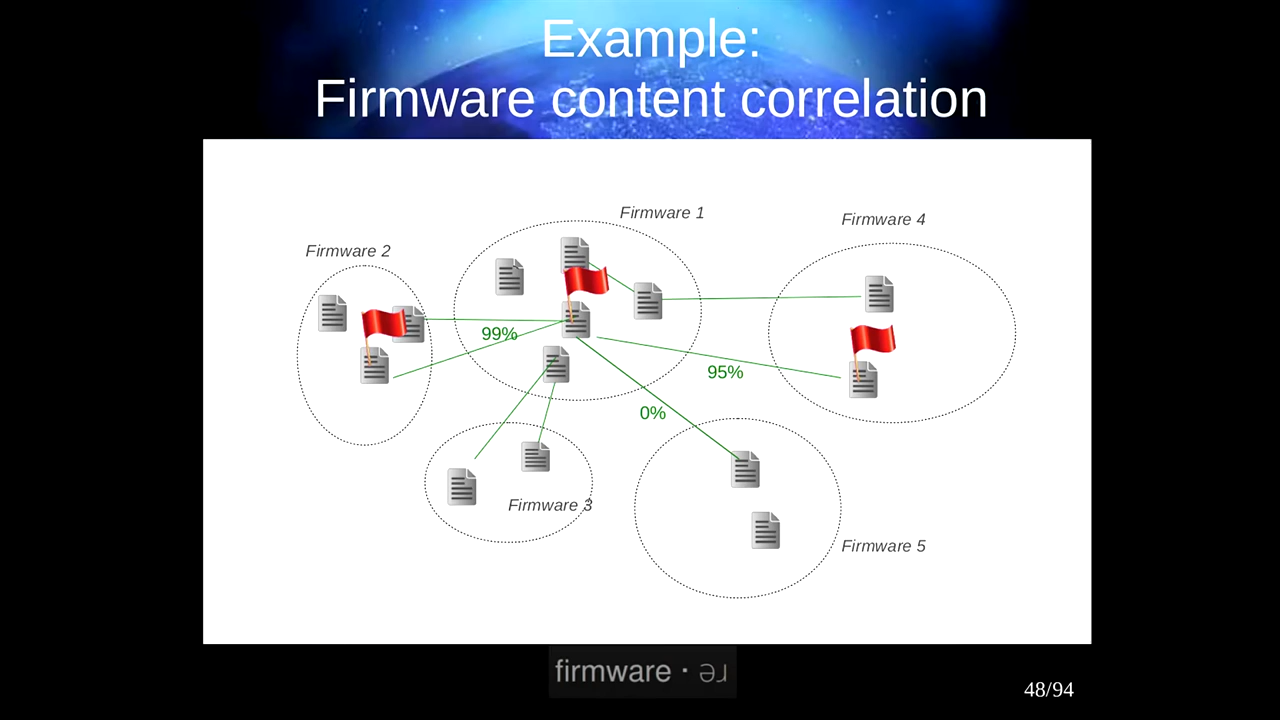 Example:
Firmware content correlation
Firmware 1
Firmware 4
Firmware 2
99%
95%
0%
Firmware 3
Firmware 5
firmware · ǝɹ
48/94